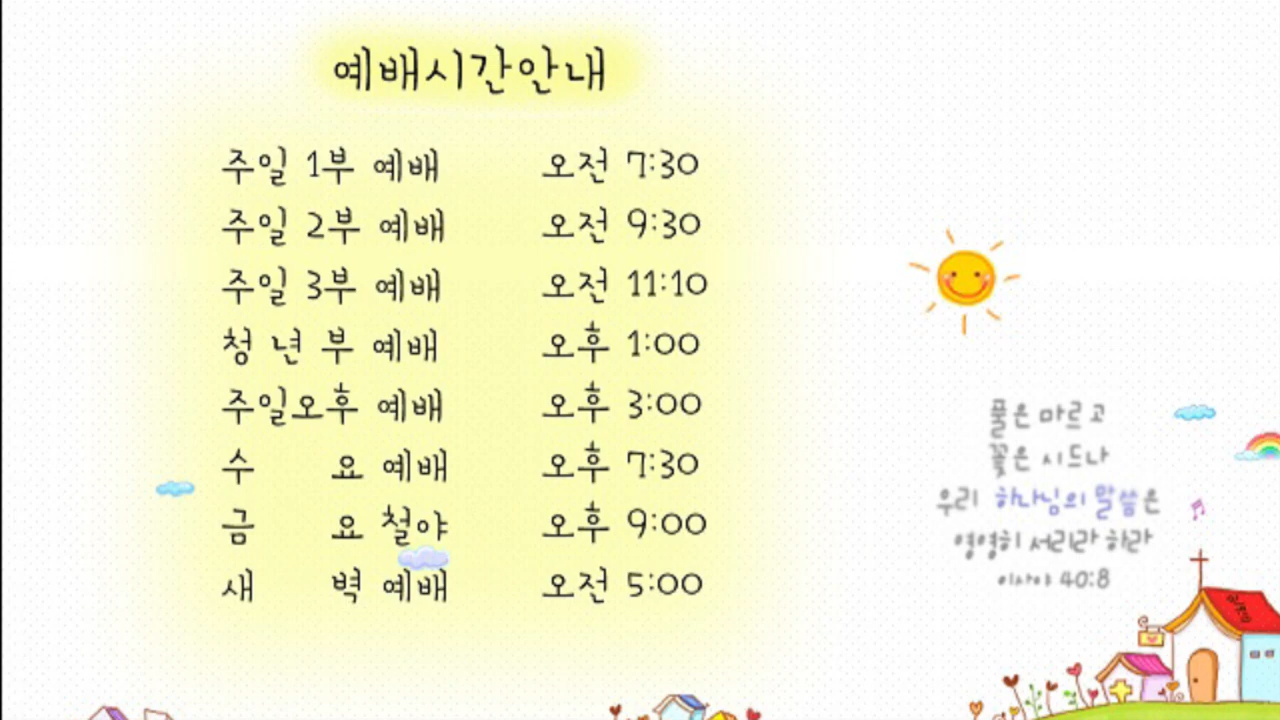 예배시간안내
주일 1부 예배 오전 7:30
주일 2부 예배 오전 9:30
주일 3부 예배 오전 11:10
청 년 부 예배 오후 1:00
주일오후 예배 오후 3:00
수 요 예배 오후 7:30
금 요 철야 오후 9:00
새 벽 예배 오전 5:00
풀은 마르고
꽃은 시드나
우리 하나님의 말씀은
영영히 서리라 하라
이사야 40:8